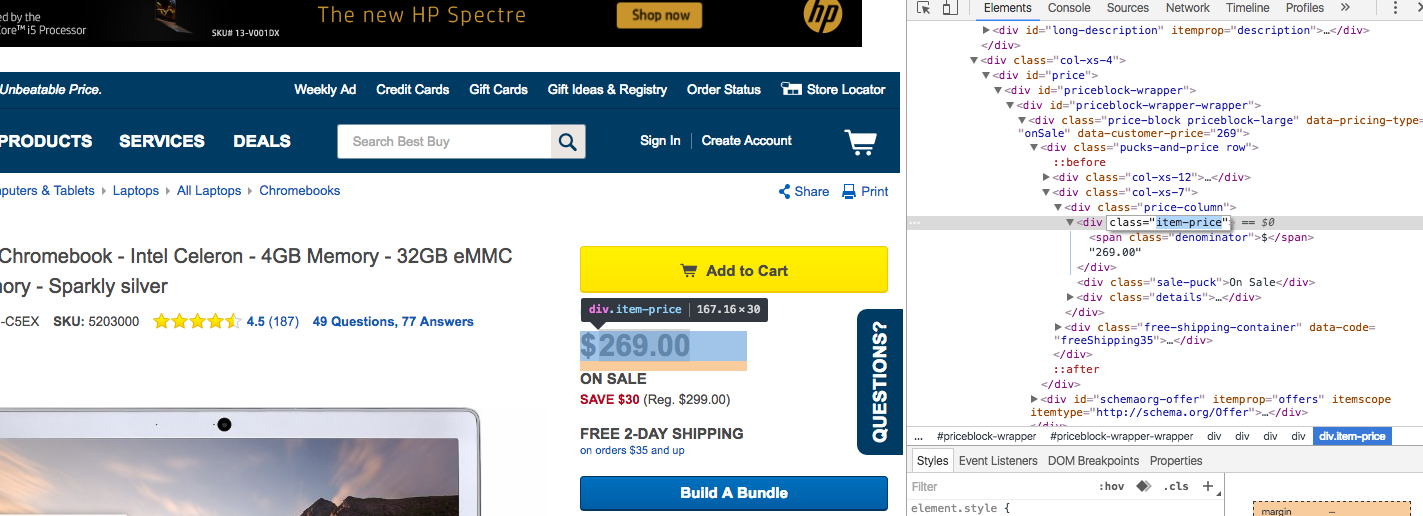 ed by the
Core™ i5 Processor
SKU# 13-V001DX
The new HP Spectre
Shop now
hp
Unbeatable Price.
Weekly Ad Credit Cards Gift Cards Gift Ideas & Registry Order Status Store Locator
PRODUCTS SERVICES DEALS
Search Best Buy
Sign In Create Account
mputers & Tablets Laptops All Laptops Chromebooks
Share Print
Chromebook - Intel Celeron - 4GB Memory - 32GB eMMC
nory - Sparkly silver
-C5EX SKU: 5203000 4.5 (187) 49 Questions, 77 Answers
Add to Cart
div.item-price 167.16×30
$269.00
ON SALE
SAVE $30 (Reg. $299.00)
FREE 2-DAY SHIPPING
on orders $35 and up
Build A Bundle
QUESTIONS?
Elements Console Sources Network Timeline Profiles »
<div id="long-description" itemprop="description">…</div>
</div>
<div class="col-xs-4">
<div id="price">
<div id="priceblock-wrapper">
<div id="priceblock-wrapper-wrapper">
<div class="price-block priceblock-large" data-pricing-type=
"onSale" data-customer-price="269">
<div class="pucks-and-price row">
::before
<div class="col-xs-12">…</div>
<div class="col-xs-7">
<div class="price-column">
<div class="item-price" == $0
<span class="denominator">$</span>
"269.00"
</div>
<div class="sale-puck">On Sale</div>
<div class="details">…</div>
</div>
<div class="free-shipping-container" data-code=
"freeShipping35">…</div>
</div>
::after
</div>
<div id="schemaorg-offer" itemprop="offers" itemscope
itemtype="http://schema.org/Offer">…</div>
</div>
... #priceblock-wrapper #priceblock-wrapper-wrapper div div div div div.item-price
Styles Event Listeners DOM Breakpoints Properties
Filter :hov .cls +
element.style {
margin –